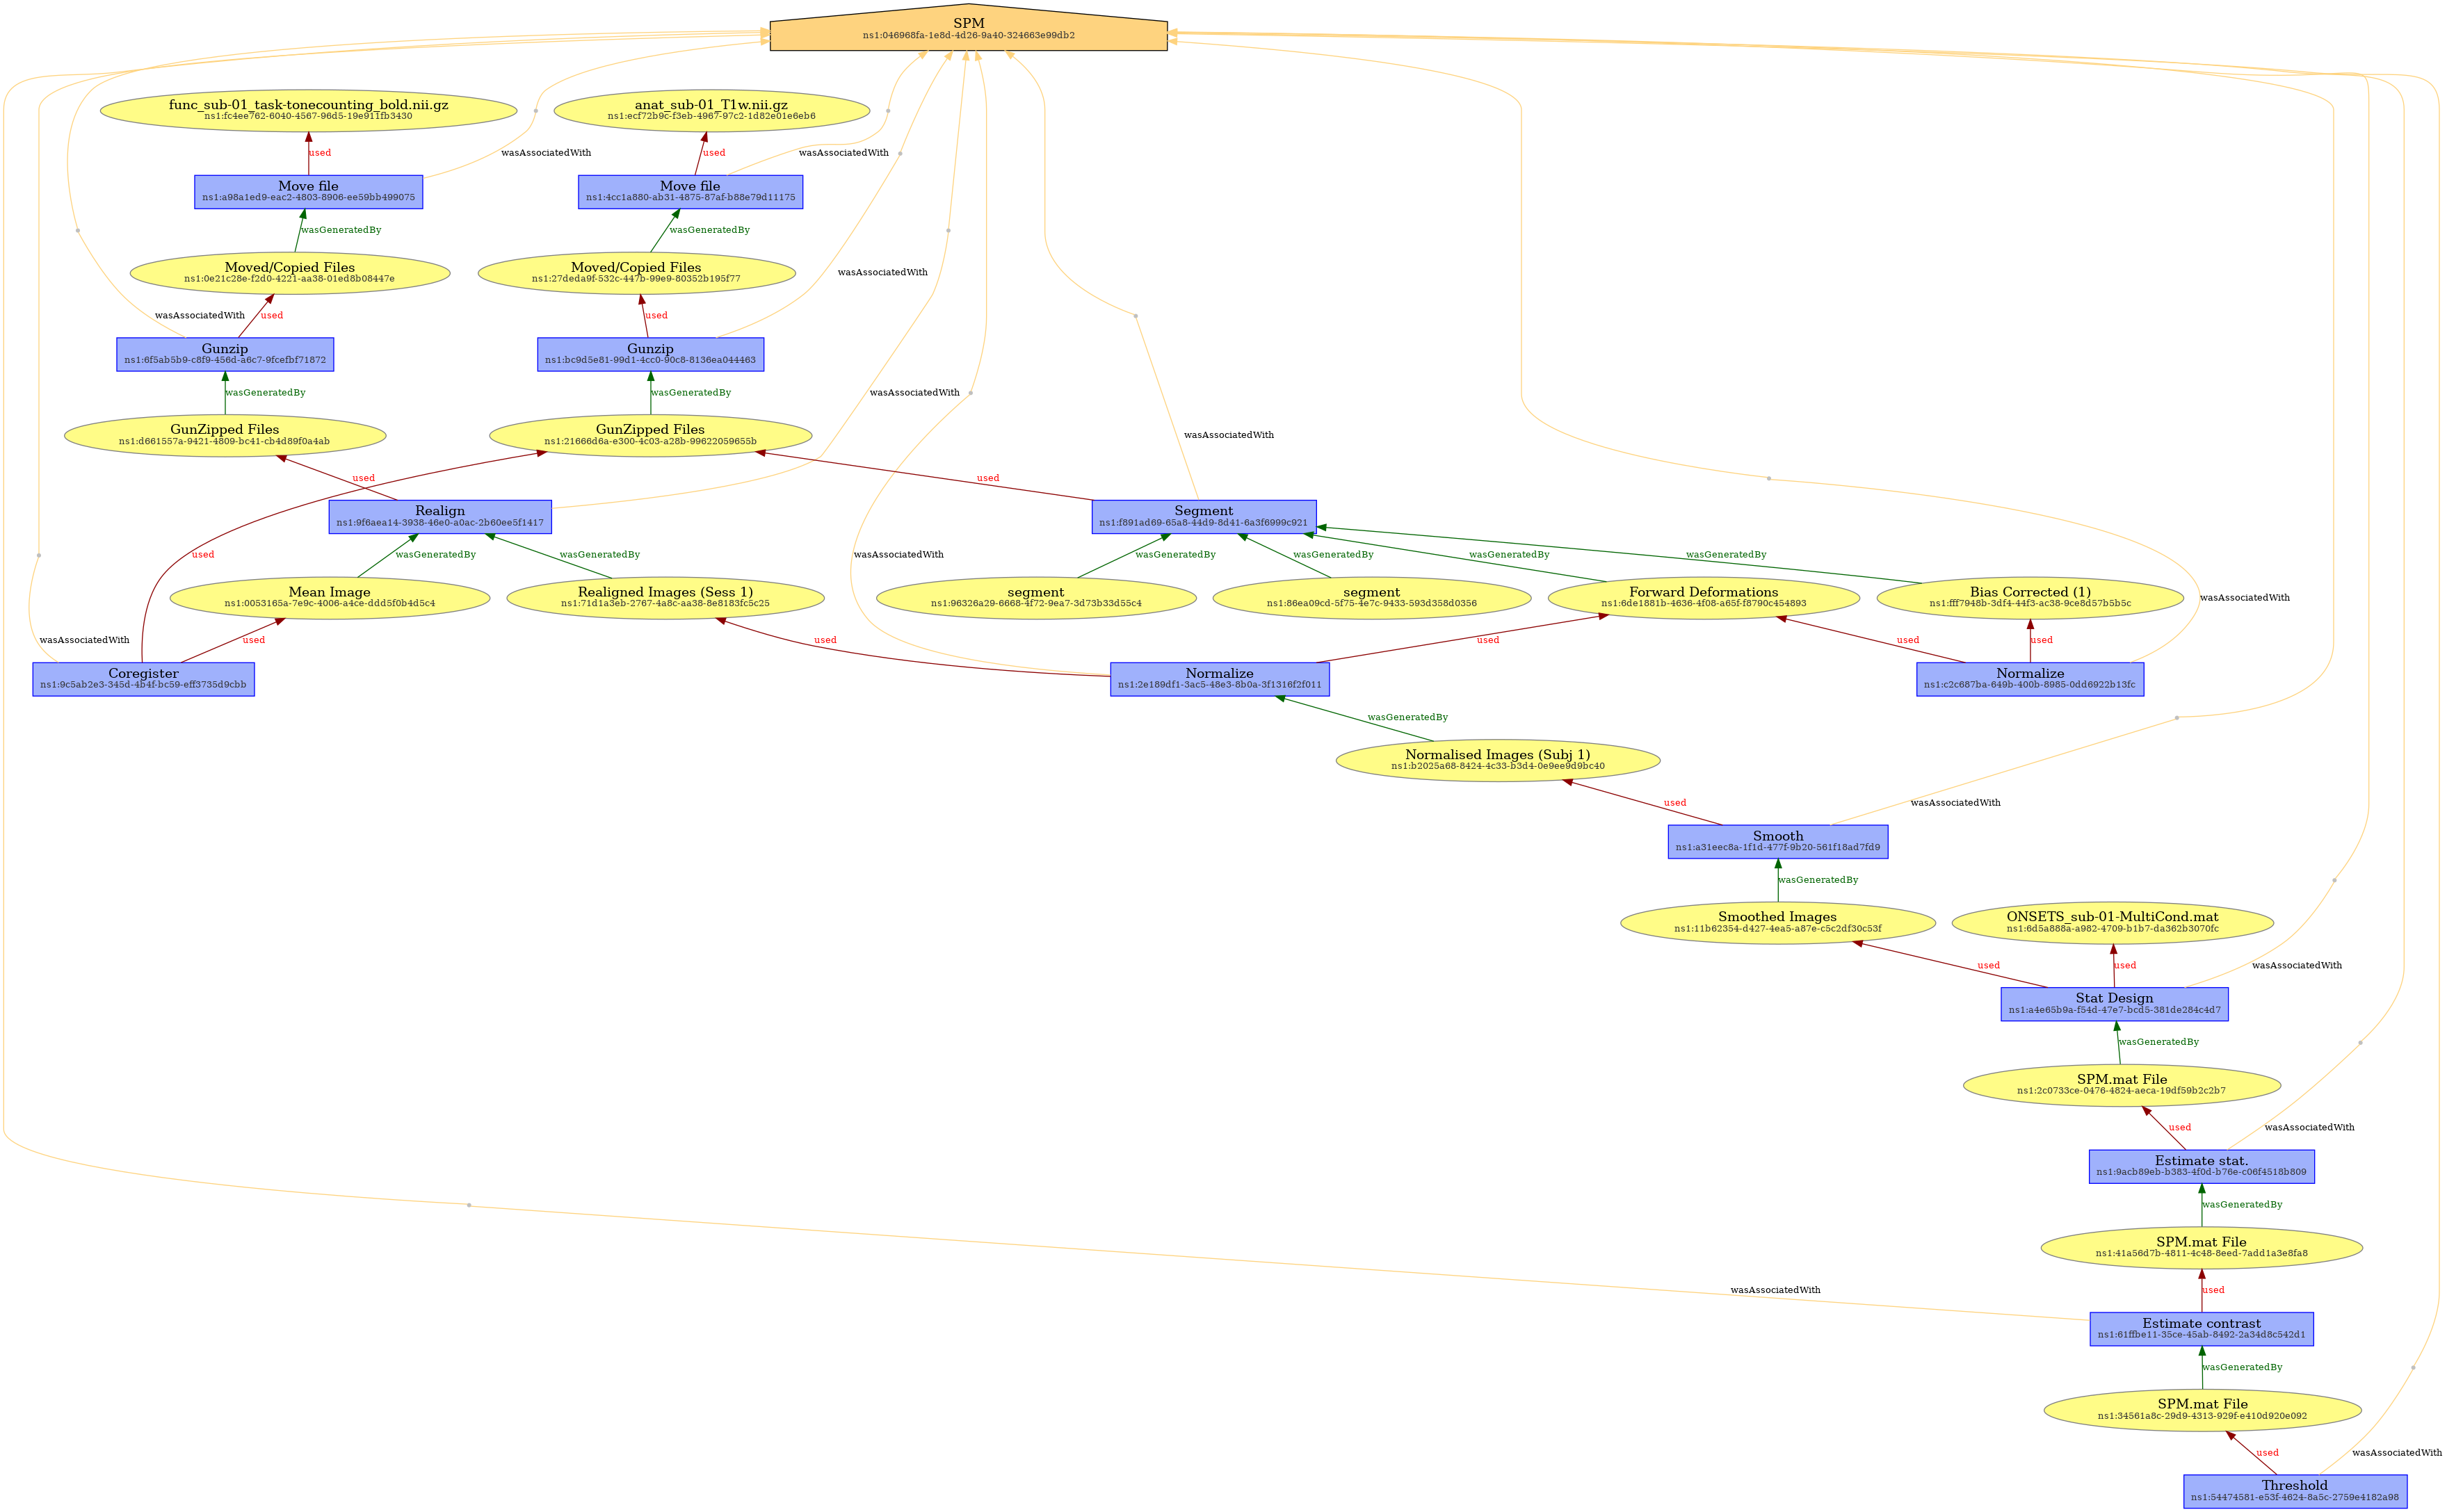 SPM
ns1:046968fa-1e8d-4d26-9a40-324663e99db2
func_sub-01_task-tonecounting_bold.nii.gz
ns1:fc4ee762-6040-4567-96d5-19e911fb3430
anat_sub-01_T1w.nii.gz
ns1:ecf72b9c-f3eb-4967-97c2-1d82e01e6eb6
used
wasAssociatedWith
used
wasAssociatedWith
Move file
ns1:a98a1ed9-eac2-4803-8906-ee59bb499075
Move file
ns1:4cc1a880-ab31-4875-87af-b88e79d11175
wasGeneratedBy
wasGeneratedBy
Moved/Copied Files
ns1:0e21c28e-f2d0-4221-aa38-01ed8b08447e
Moved/Copied Files
ns1:27deda9f-532c-447b-99e9-80352b195f77
wasAssociatedWith
wasAssociatedWith
used
used
Gunzip
ns1:6f5ab5b9-c8f9-456d-a6c7-9fcefbf71872
Gunzip
ns1:bc9d5e81-99d1-4cc0-90c8-8136ea044463
wasGeneratedBy
wasGeneratedBy
wasAssociatedWith
GunZipped Files
ns1:d661557a-9421-4809-bc41-cb4d89f0a4ab
GunZipped Files
ns1:21666d6a-e300-4c03-a28b-99622059655b
wasAssociatedWith
used
used
Realign
ns1:9f6aea14-3938-46e0-a0ac-2b60ee5f1417
Segment
ns1:f891ad69-65a8-44d9-8d41-6a3f6999c921
used
wasGeneratedBy
wasGeneratedBy
wasAssociatedWith
wasGeneratedBy
wasGeneratedBy
wasGeneratedBy
wasGeneratedBy
Mean Image
ns1:0053165a-7e9c-4006-a4ce-ddd5f0b4d5c4
Realigned Images (Sess 1)
ns1:71d1a3eb-2767-4a8c-aa38-8e8183fc5c25
segment
ns1:96326a29-6668-4f72-9ea7-3d73b33d55c4
segment
ns1:86ea09cd-5f75-4e7c-9433-593d358d0356
Forward Deformations
ns1:6de1881b-4636-4f08-a65f-f8790c454893
Bias Corrected (1)
ns1:fff7948b-3df4-44f3-ac38-9ce8d57b5b5c
wasAssociatedWith
wasAssociatedWith
used
used
used
used
used
Coregister
ns1:9c5ab2e3-345d-4b4f-bc59-eff3735d9cbb
Normalize
ns1:2e189df1-3ac5-48e3-8b0a-3f1316f2f011
Normalize
ns1:c2c687ba-649b-400b-8985-0dd6922b13fc
wasGeneratedBy
Normalised Images (Subj 1)
ns1:b2025a68-8424-4c33-b3d4-0e9ee9d9bc40
used
wasAssociatedWith
Smooth
ns1:a31eec8a-1f1d-477f-9b20-561f18ad7fd9
wasGeneratedBy
Smoothed Images
ns1:11b62354-d427-4ea5-a87e-c5c2df30c53f
ONSETS_sub-01-MultiCond.mat
ns1:6d5a888a-a982-4709-b1b7-da362b3070fc
used
used
wasAssociatedWith
Stat Design
ns1:a4e65b9a-f54d-47e7-bcd5-381de284c4d7
wasGeneratedBy
SPM.mat File
ns1:2c0733ce-0476-4824-aeca-19df59b2c2b7
used
wasAssociatedWith
Estimate stat.
ns1:9acb89eb-b383-4f0d-b76e-c06f4518b809
wasGeneratedBy
SPM.mat File
ns1:41a56d7b-4811-4c48-8eed-7add1a3e8fa8
wasAssociatedWith
used
Estimate contrast
ns1:61ffbe11-35ce-45ab-8492-2a34d8c542d1
wasGeneratedBy
SPM.mat File
ns1:34561a8c-29d9-4313-929f-e410d920e092
used
wasAssociatedWith
Threshold
ns1:54474581-e53f-4624-8a5c-2759e4182a98